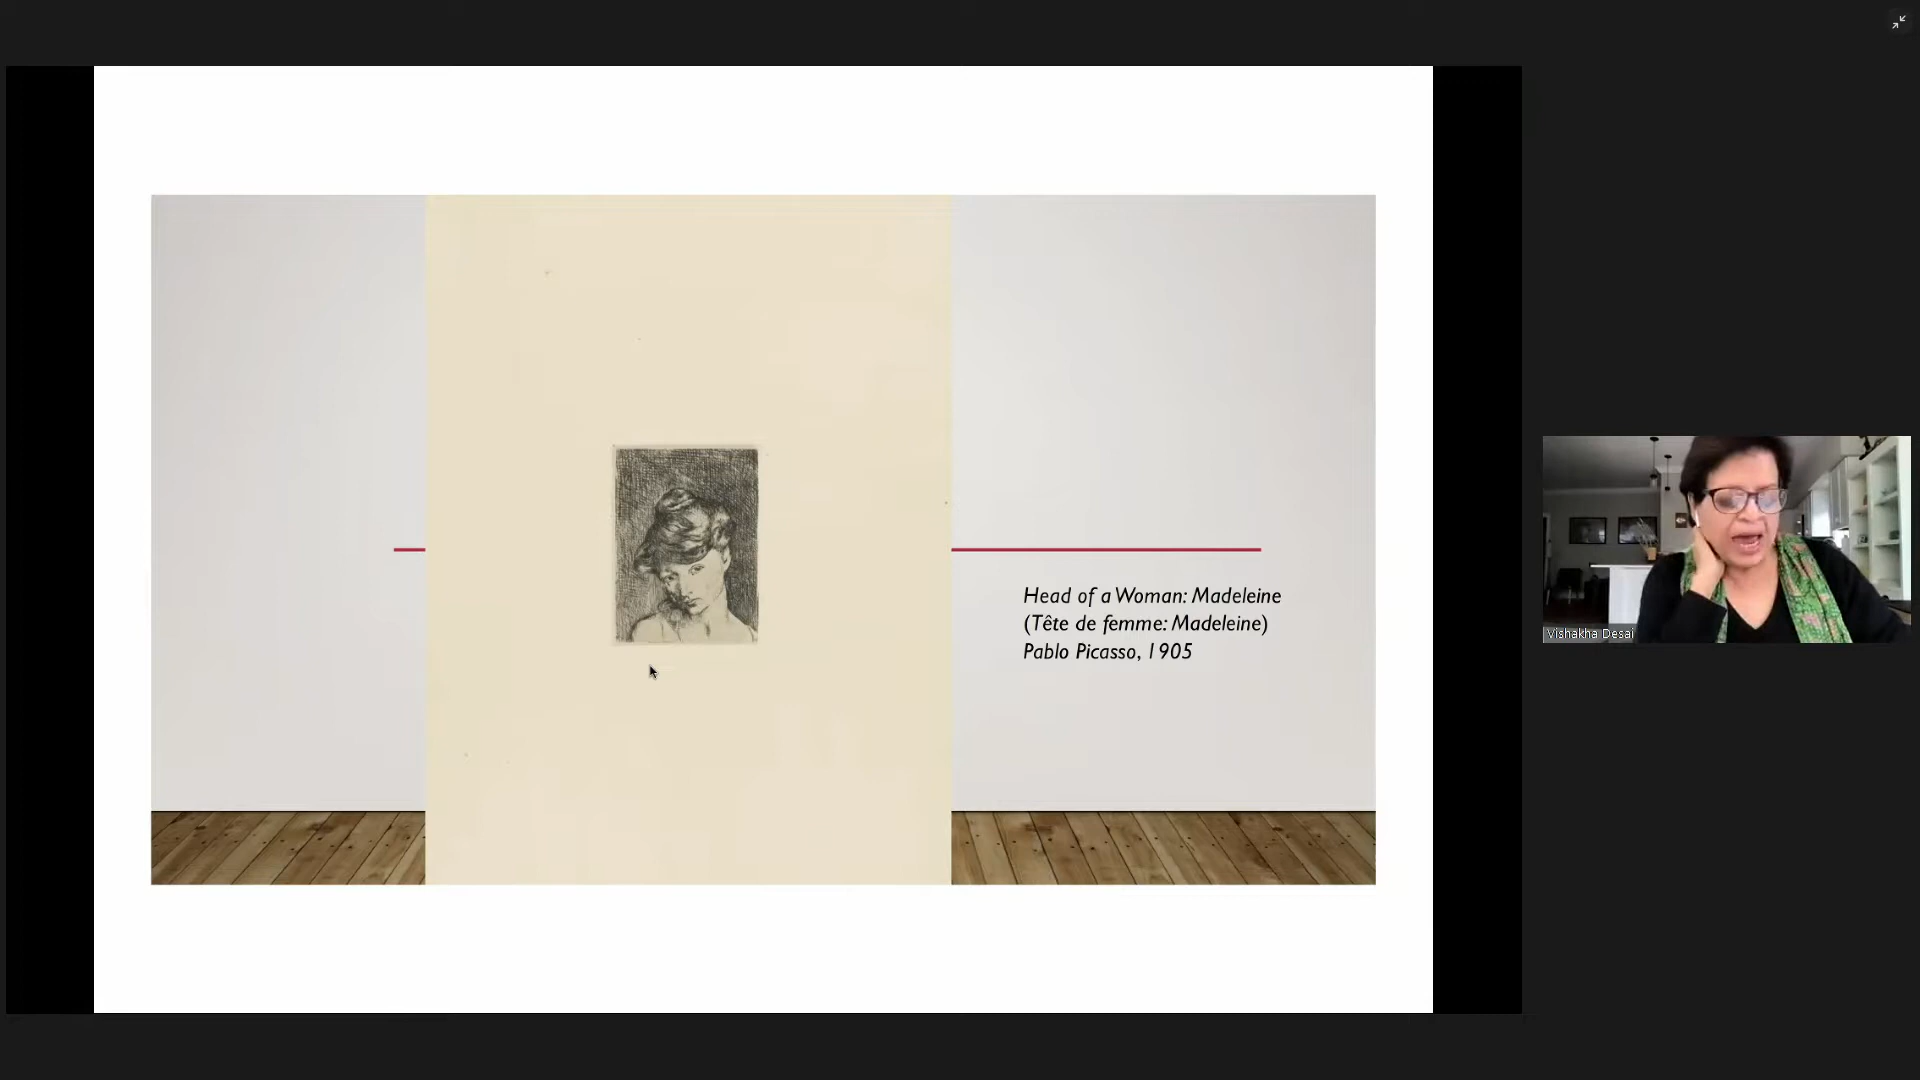 Head of a Woman: Madeleine
(Tête de femme: Madeleine)
Pablo Picasso, 1905
Vishakha Desai